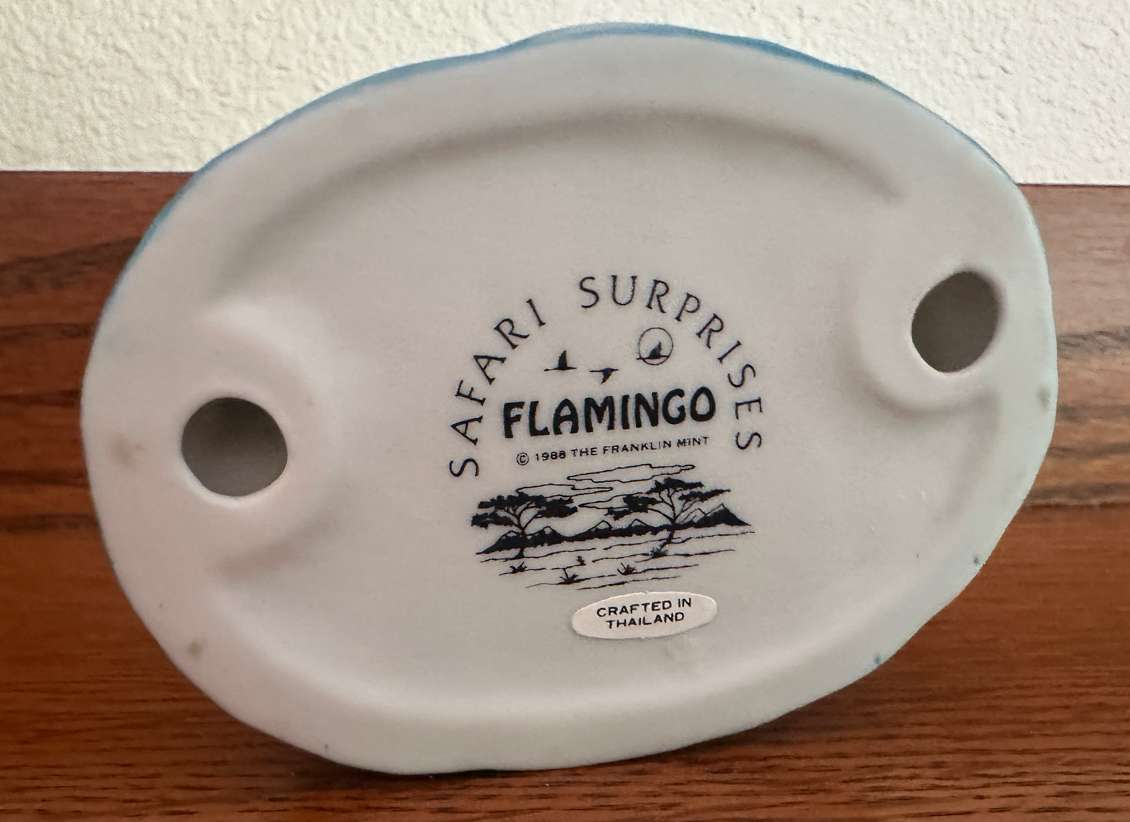 SAFARI SURPRISES
FLAMINGO
© 1988 THE FRANKLIN MINT
CRAFTED IN
THAILAND